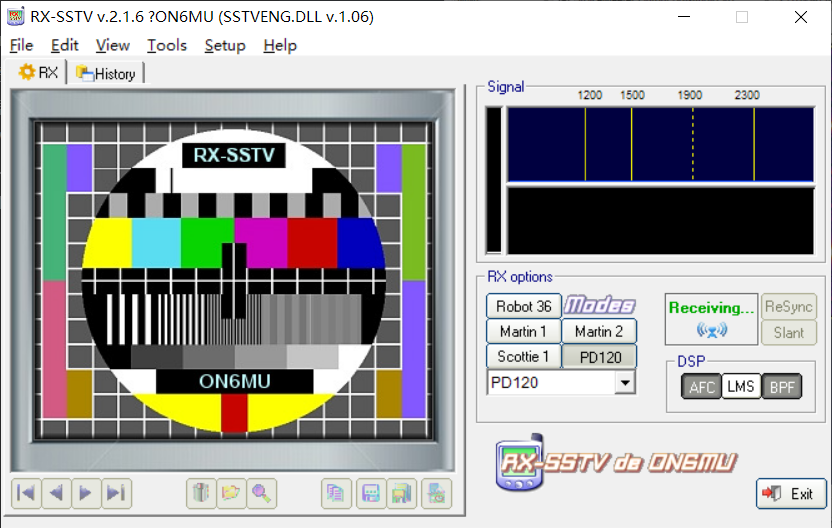 RX-SSTV v.2.1.6 ?ON6MU (SSTVENG.DLL v.1.06)
File Edit View Tools Setup Help
RX History
RX-SSTV
ON6MU
Signal
1200 1500 1900 2300
RX options
Robot 36 Modes
Martin 1 Martin 2
Scottie 1 PD120
PD120
Receiving...
ReSync
Slant
DSP
AFC LMS BPF
RX-SSTV de ON6MU
Exit